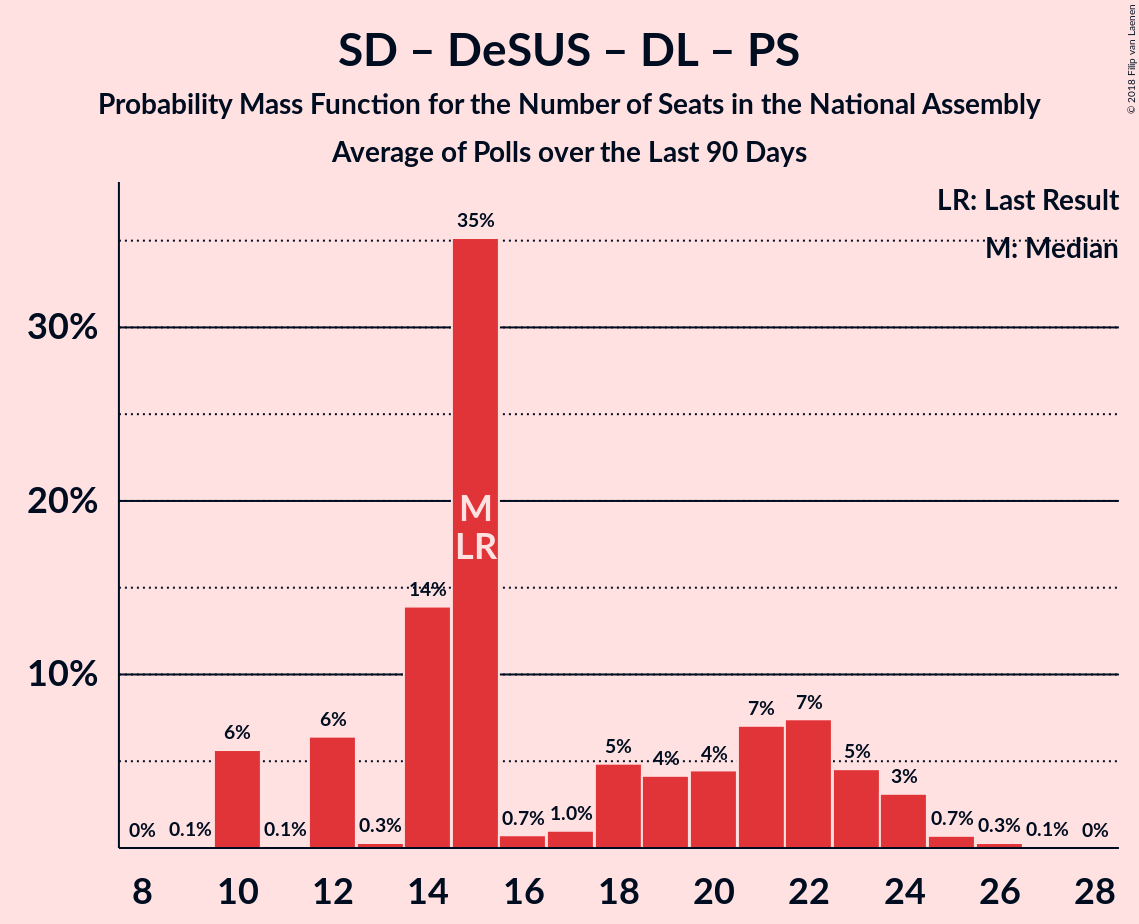 SD – DeSUS – DL – PS
Probability Mass Function for the Number of Seats in the National Assembly
Average of Polls over the Last 90 Days
© 2018 Filip van Laenen
LR: Last Result
M: Median
30%
20%
10%
0%
0.1%
6%
0.1%
6%
0.3%
14%
35%
0.7%
1.0%
5%
4%
4%
7%
7%
5%
3%
0.7%
0.3%
0.1%
0%
M
LR
8 10 12 14 16 18 20 22 24 26 28